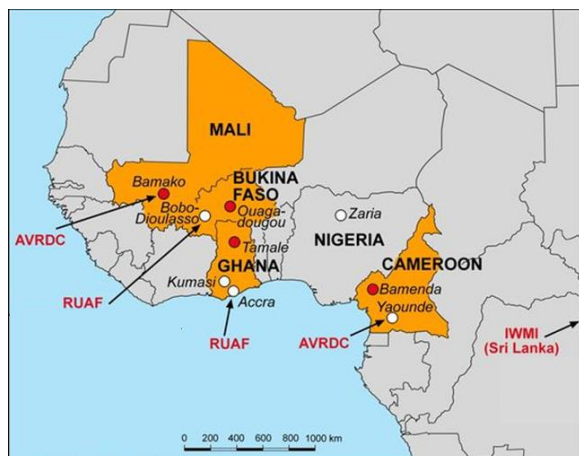 MALI
BUKINA
FASO
Bamako
Bobo-
Dioulasso
Ouaga-
dougou
Zaria
AVRDC
Tamale
NIGERIA
GHANA
CAMEROON
Kumasi
Bamenda
RUAF
Accra
Yaounde
RUAF
AVRDC
IWMI
(Sri Lanka)
0 200 400 600 800 1000 km